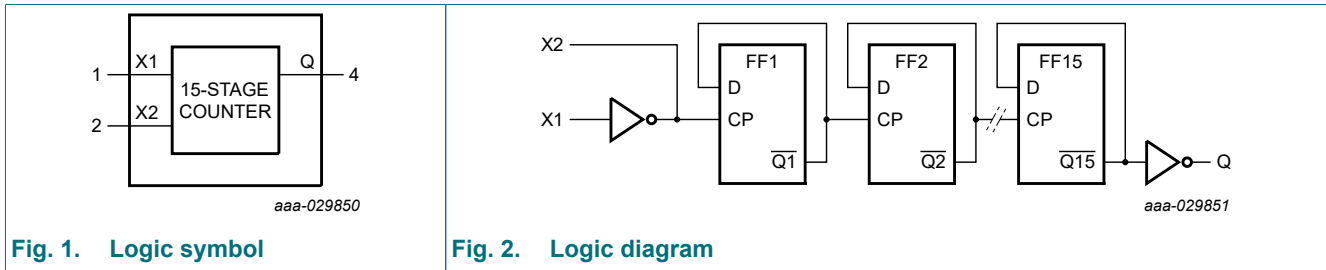 X1
Q
1
4
15-STAGE
COUNTER
X2
2
aaa-029850
Fig. 1. Logic symbol
X2
FF1
FF2
FF15
D
D
D
X1
CP
CP
CP
Q1
Q2
Q15
Q
aaa-029851
Fig. 2. Logic diagram